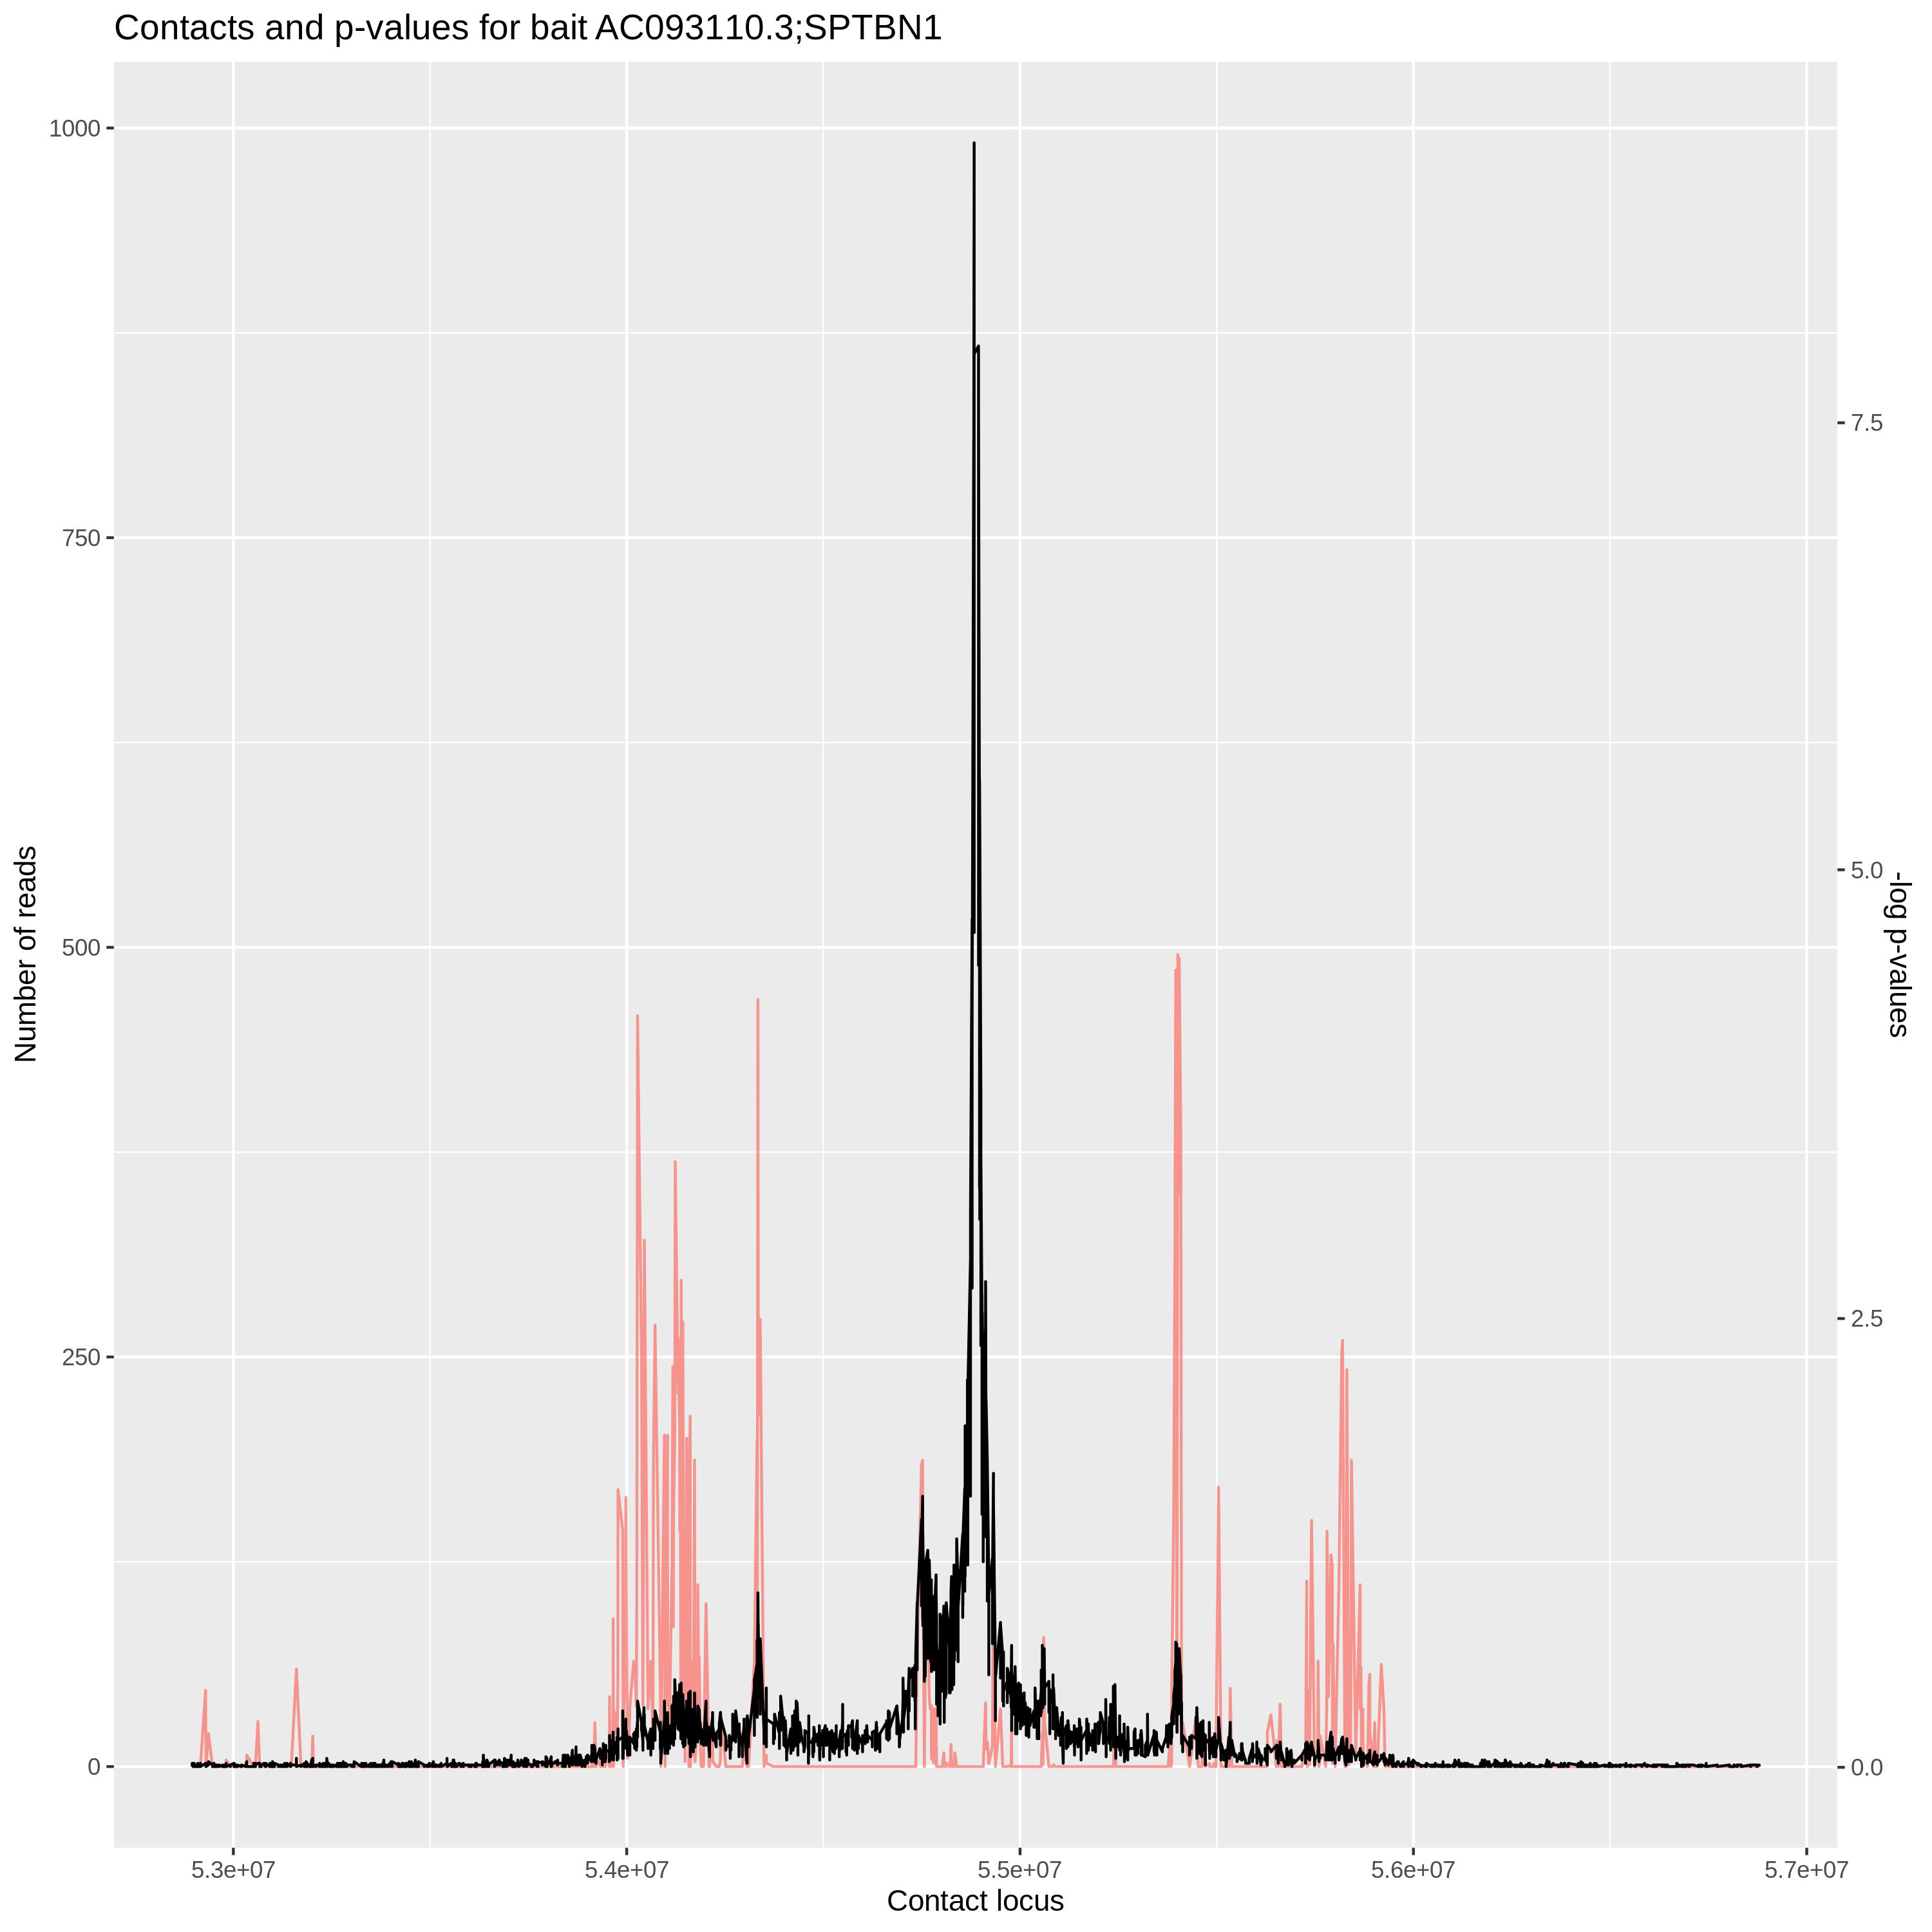 Contacts and p-values for bait AC093110.3;SPTBN1
1000
750
500
250
0
Number of reads
7.5
5.0
2.5
0.0
-log p-values
5.3e+07
5.4e+07
5.5e+07
5.6e+07
5.7e+07
Contact locus